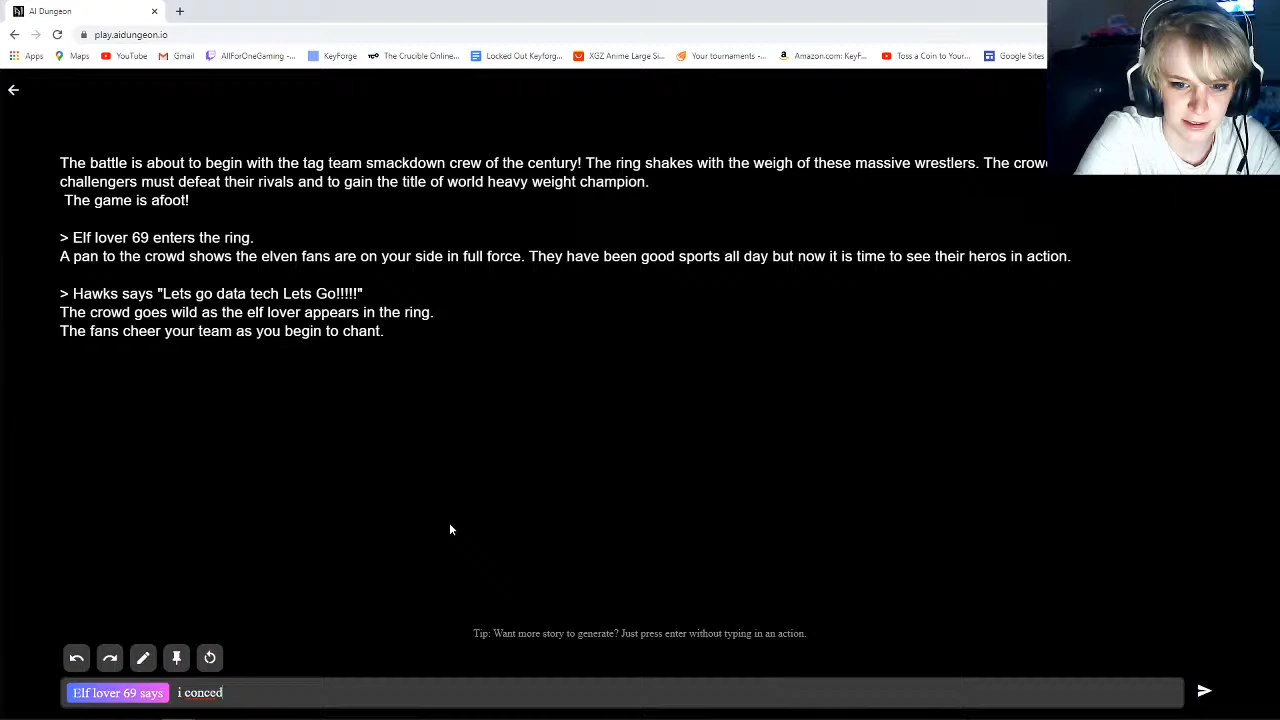 AI Dungeon
play.aidungeon.io
Apps Maps YouTube Gmail AllForOneGaming -... KeyForge The Crucible Online... Locked Out Keyforg... XGZ Anime Large Si... Your tournaments -... Amazon.com: KeyF... Toss a Coin to Your... Google Sites
The battle is about to begin with the tag team smackdown crew of the century! The ring shakes with the weigh of these massive wrestlers. The crow
challengers must defeat their rivals and to gain the title of world heavy weight champion.
The game is afoot!
> Elf lover 69 enters the ring.
A pan to the crowd shows the elven fans are on your side in full force. They have been good sports all day but now it is time to see their heros in action.
> Hawks says "Lets go data tech Lets Go!!!!!"
The crowd goes wild as the elf lover appears in the ring.
The fans cheer your team as you begin to chant.
Tip: Want more story to generate? Just press enter without typing in an action.
Elf lover 69 says i conced